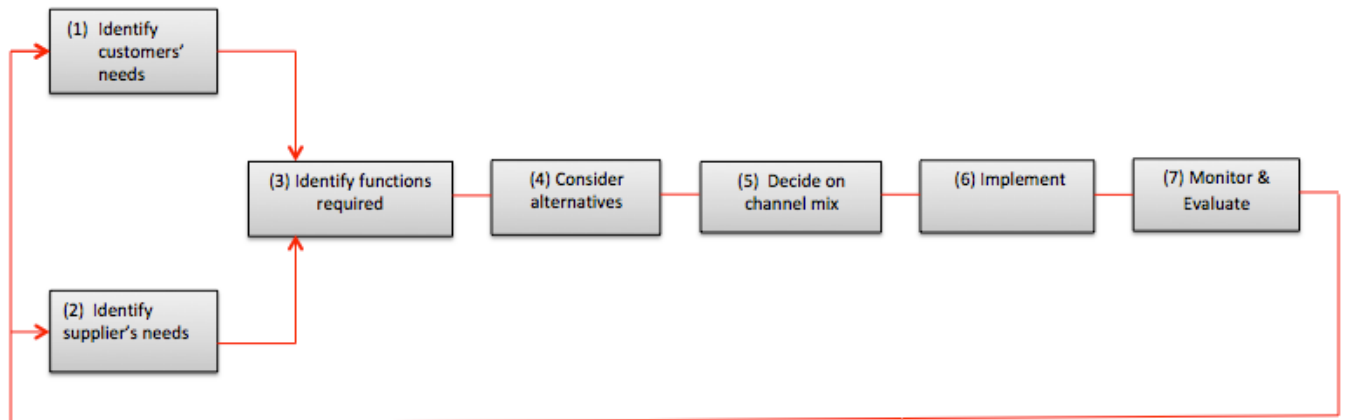 (1) Identify
customers'
needs
(2) Identify
supplier's needs
(3) Identify functions
required
(4) Consider
alternatives
(5) Decide on
channel mix
(6) Implement
(7) Monitor &
Evaluate